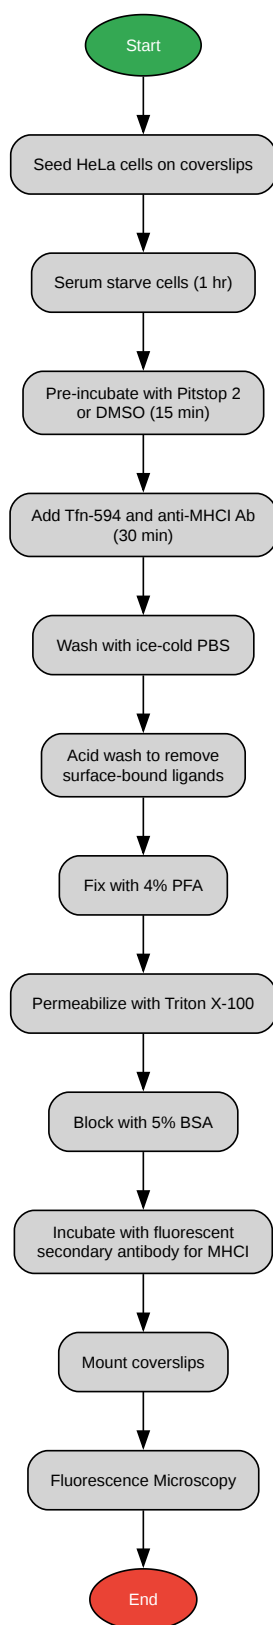 Start
Seed HeLa cells on coverslips
Serum starve cells (1 hr)
Pre-incubate with Pitstop 2
or DMSO (15 min)
Add Tfn-594 and anti-MHCI Ab
(30 min)
Wash with ice-cold PBS
Acid wash to remove
surface-bound ligands
Fix with 4% PFA
Permeabilize with Triton X-100
Block with 5% BSA
Incubate with fluorescent
secondary antibody for MHCI
Mount coverslips
Fluorescence Microscopy
End